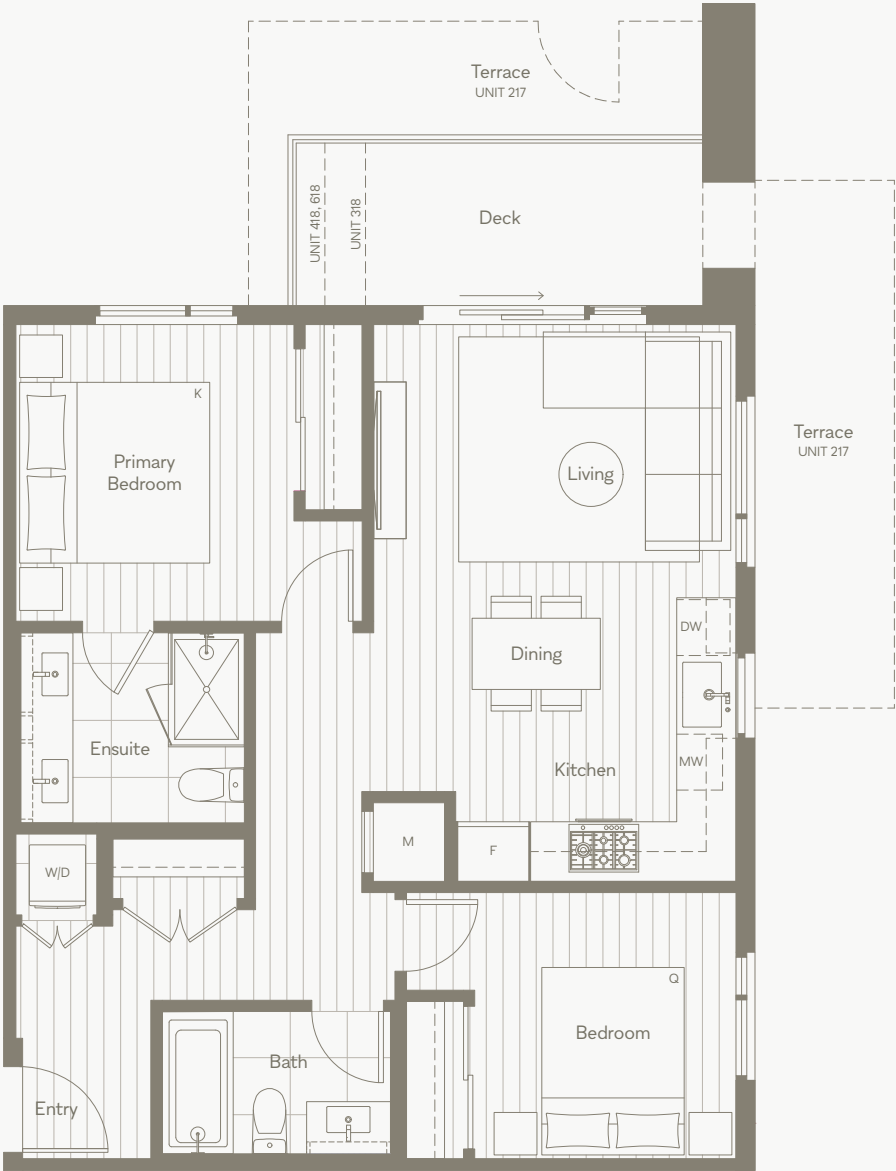 Terrace
UNIT 217
UNIT 418, 618
UNIT 318
Deck
K
Primary
Bedroom
Living
Terrace
UNIT 217
DW
Dining
Ensuite
MW
Kitchen
M
F
W/D
Q
Bedroom
Bath
Entry